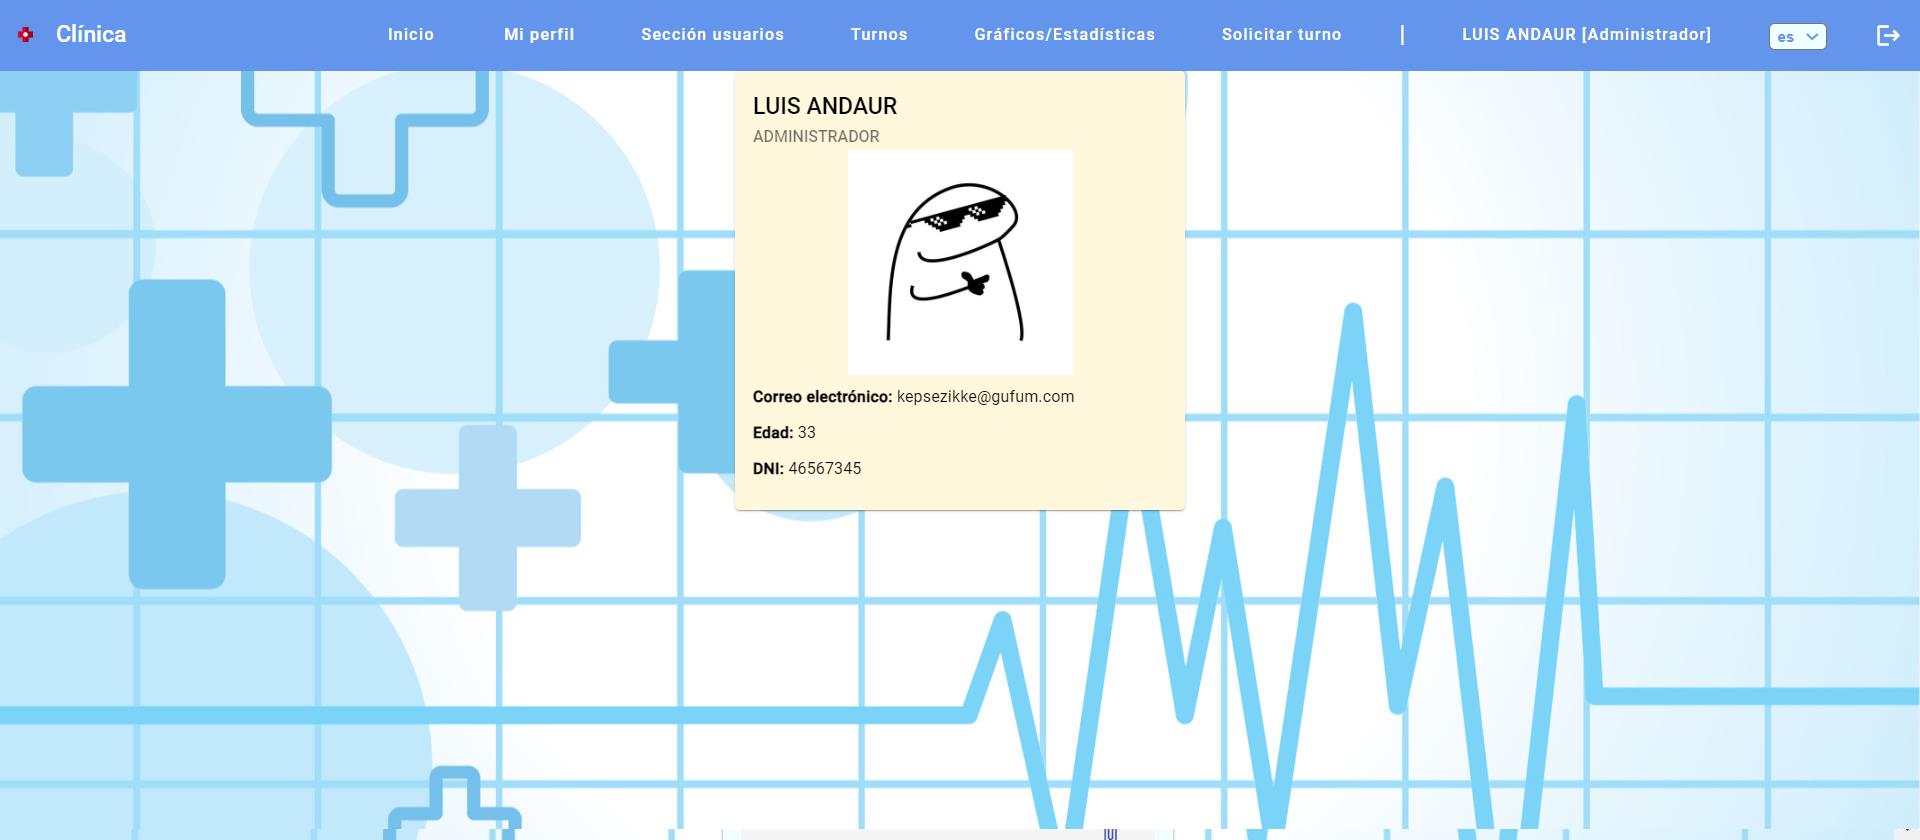 Clínica
Inicio
Mi perfil
Sección usuarios
Turnos
Gráficos/Estadísticas
Solicitar turno
|
LUIS ANDAUR [Administrador]
es
LUIS ANDAUR
ADMINISTRADOR
Correo electrónico: kepsezikke@gufum.com
Edad: 33
DNI: 46567345